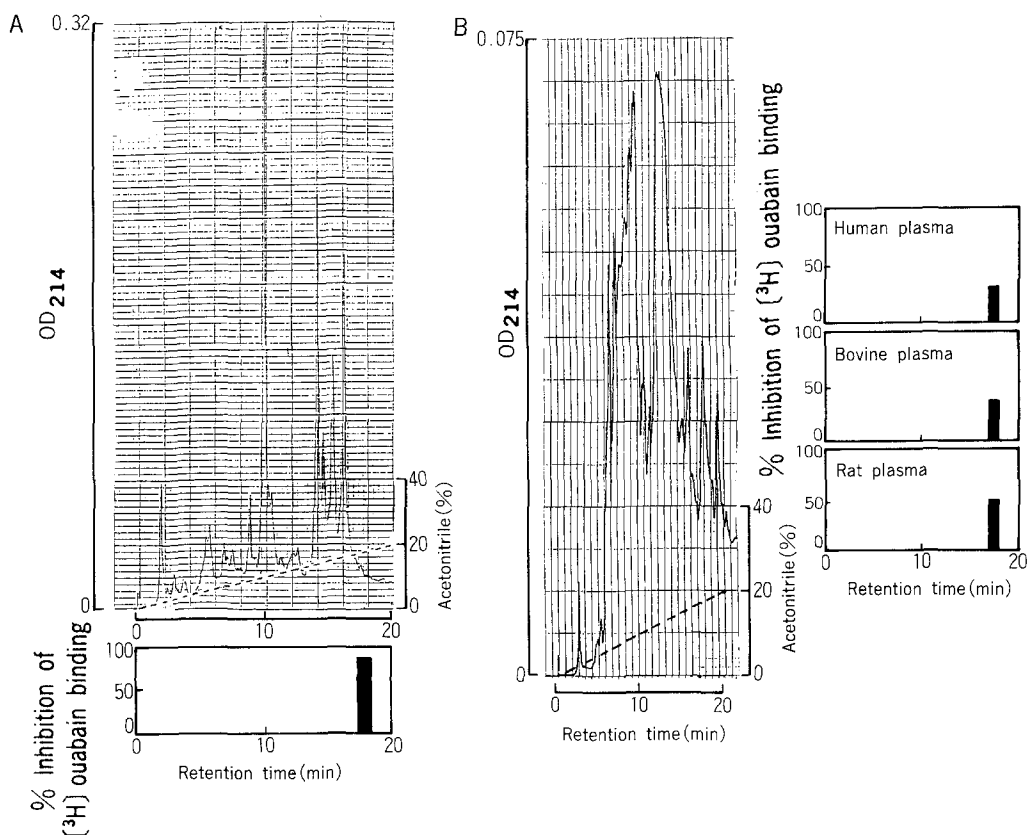 A
0.32
OD214
0
40
20
0
Acetonitrile (%)
0 10 20
% Inhibition of
[³H] ouabain binding
100
50
0
0 10 20
Retention time (min)
B
0.075
OD214
0
40
20
0
Acetonitrile (%)
0 10 20
Retention time (min)
% Inhibition of [³H] ouabain binding
100
50
0
Human plasma
100
50
0
Bovine plasma
100
50
0
Rat plasma
0 10 20
Retention time (min)